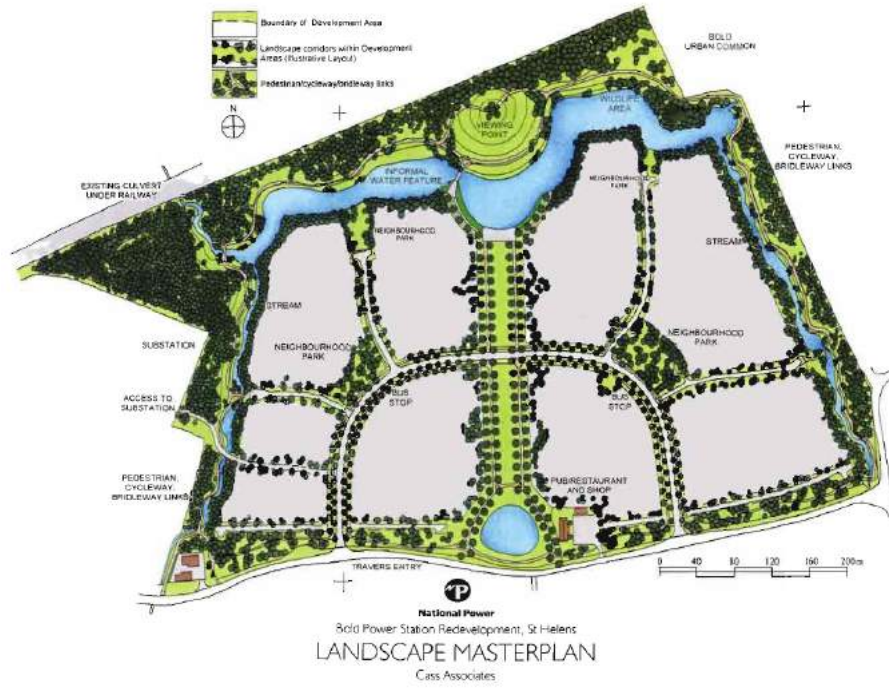 Boundary of Development Area
Landscape corridors within Development
Areas (Illustrative Layout)
Pedestrian/cycleway/bridleway links
N
BOLD
URBAN COMMON
WILDLIFE
AREA
VIEWING
POINT
PEDESTRIAN,
CYCLEWAY,
BRIDLEWAY LINKS
EXISTING CULVERT
UNDER RAILWAY
INFORMAL
WATER FEATURE
NEIGHBOURHOOD
PARK
NEIGHBOURHOOD
PARK
STREAM
STREAM
SUBSTATION
NEIGHBOURHOOD
PARK
NEIGHBOURHOOD
PARK
ACCESS TO
SUBSTATION
BUS
STOP
BUS
STOP
PEDESTRIAN,
CYCLEWAY,
BRIDLEWAY LINKS
PUB/RESTAURANT
AND SHOP
TRAVERS ENTRY
0 40 80 120 160 200m
National Power
Bold Power Station Redevelopment, St Helens
LANDSCAPE MASTERPLAN
Cass Associates